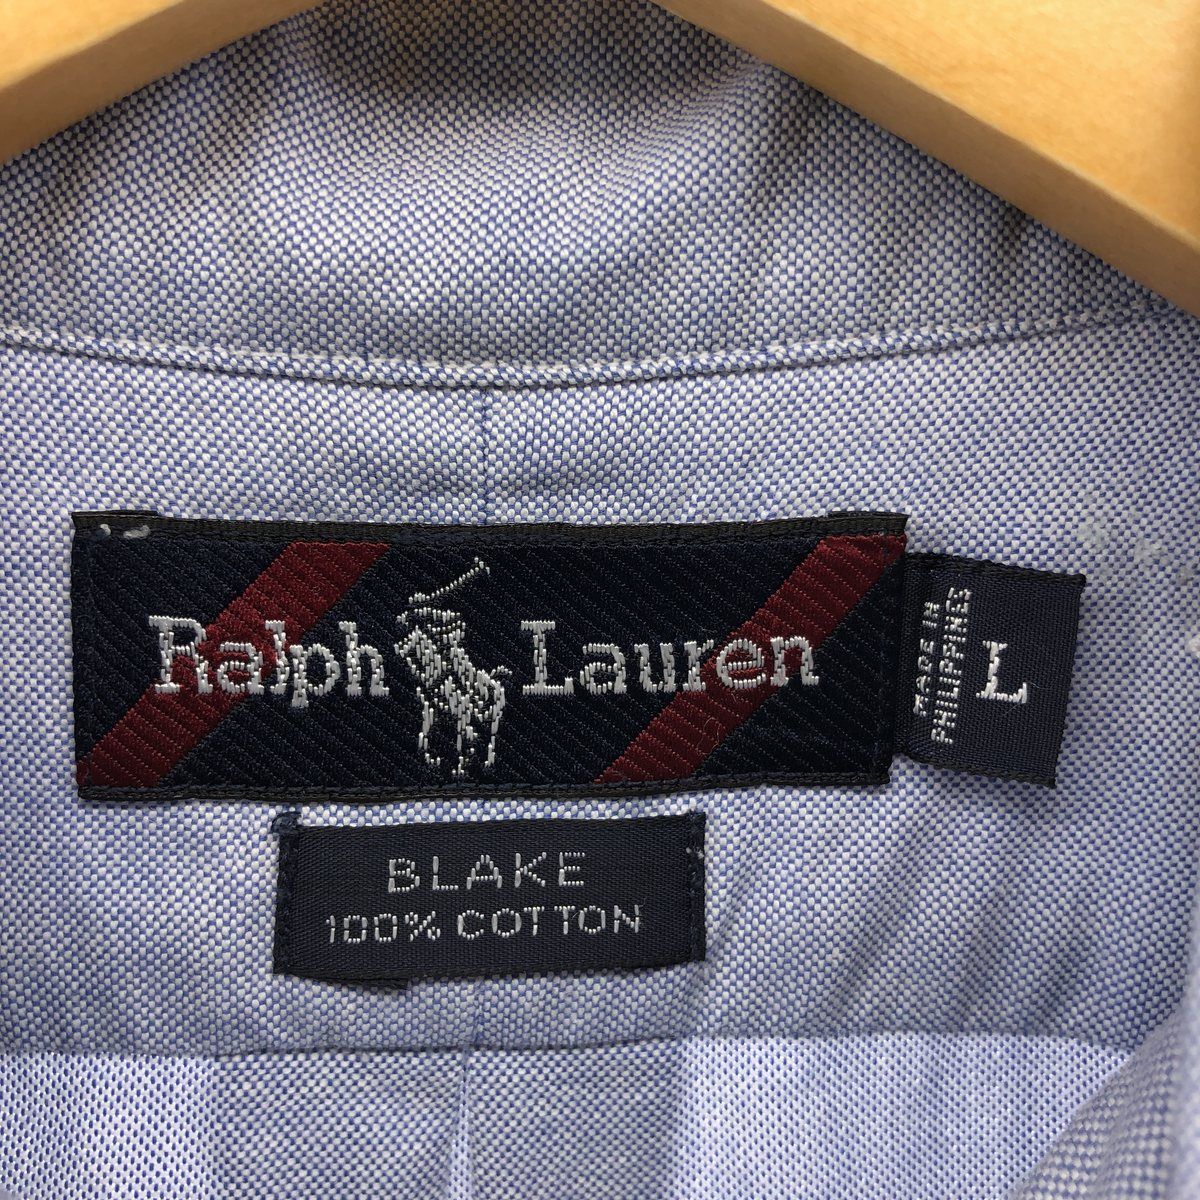 Ralph Lauren
MADE IN
PHILIPPINES
L
BLAKE
100% COTTON